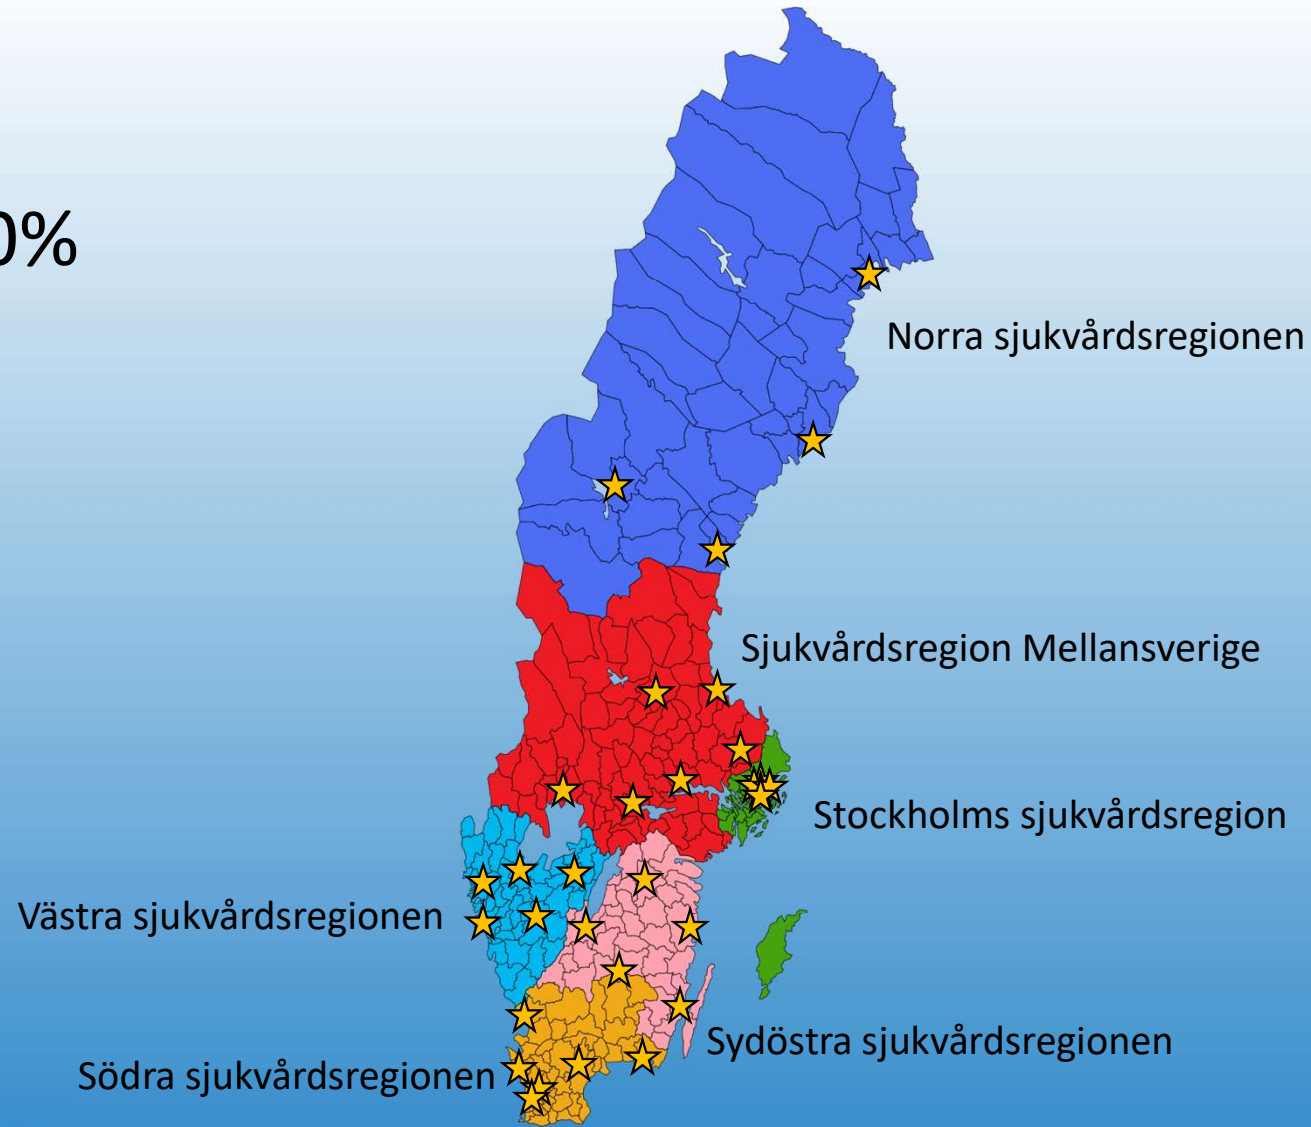 0%
Norra sjukvårdsregionen
Sjukvårdsregion Mellansverige
Stockholms sjukvårdsregion
Västra sjukvårdsregionen
Sydöstra sjukvårdsregionen
Södra sjukvårdsregionen